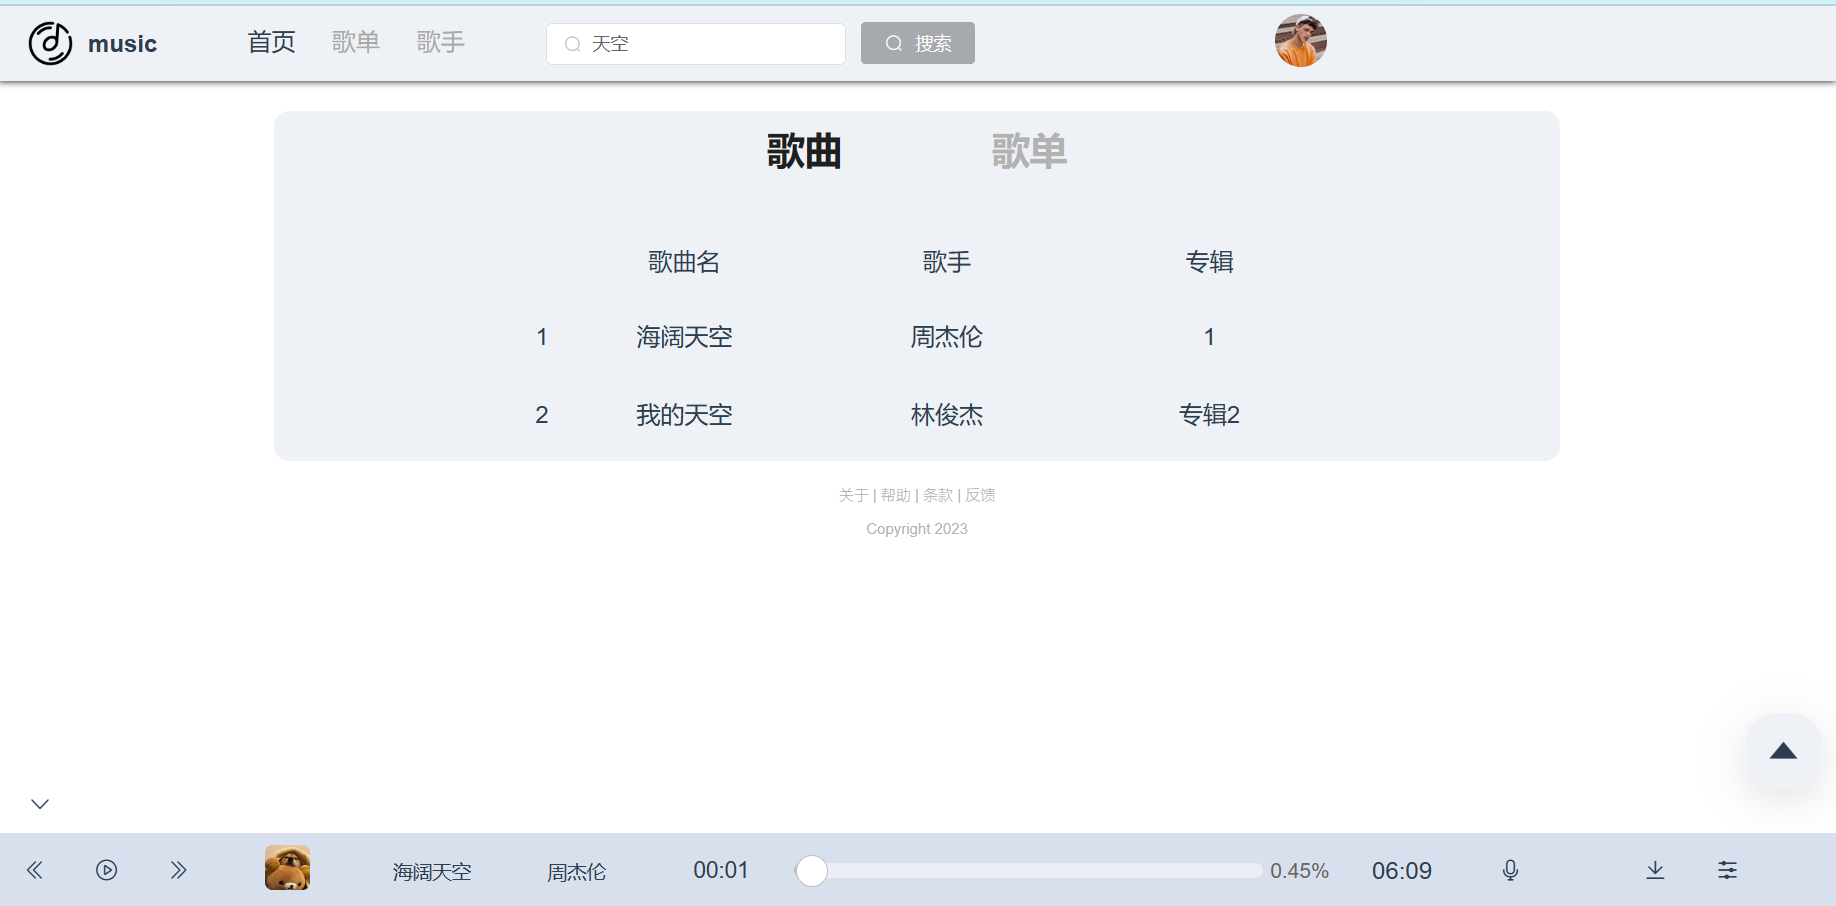 music 首页 歌单 歌手 天空 搜索
歌曲 歌单
歌曲名 歌手 专辑
1 海阔天空 周杰伦 1
2 我的天空 林俊杰 专辑2
关于 | 帮助 | 条款 | 反馈
Copyright 2023
海阔天空 周杰伦 00:01 0.45% 06:09